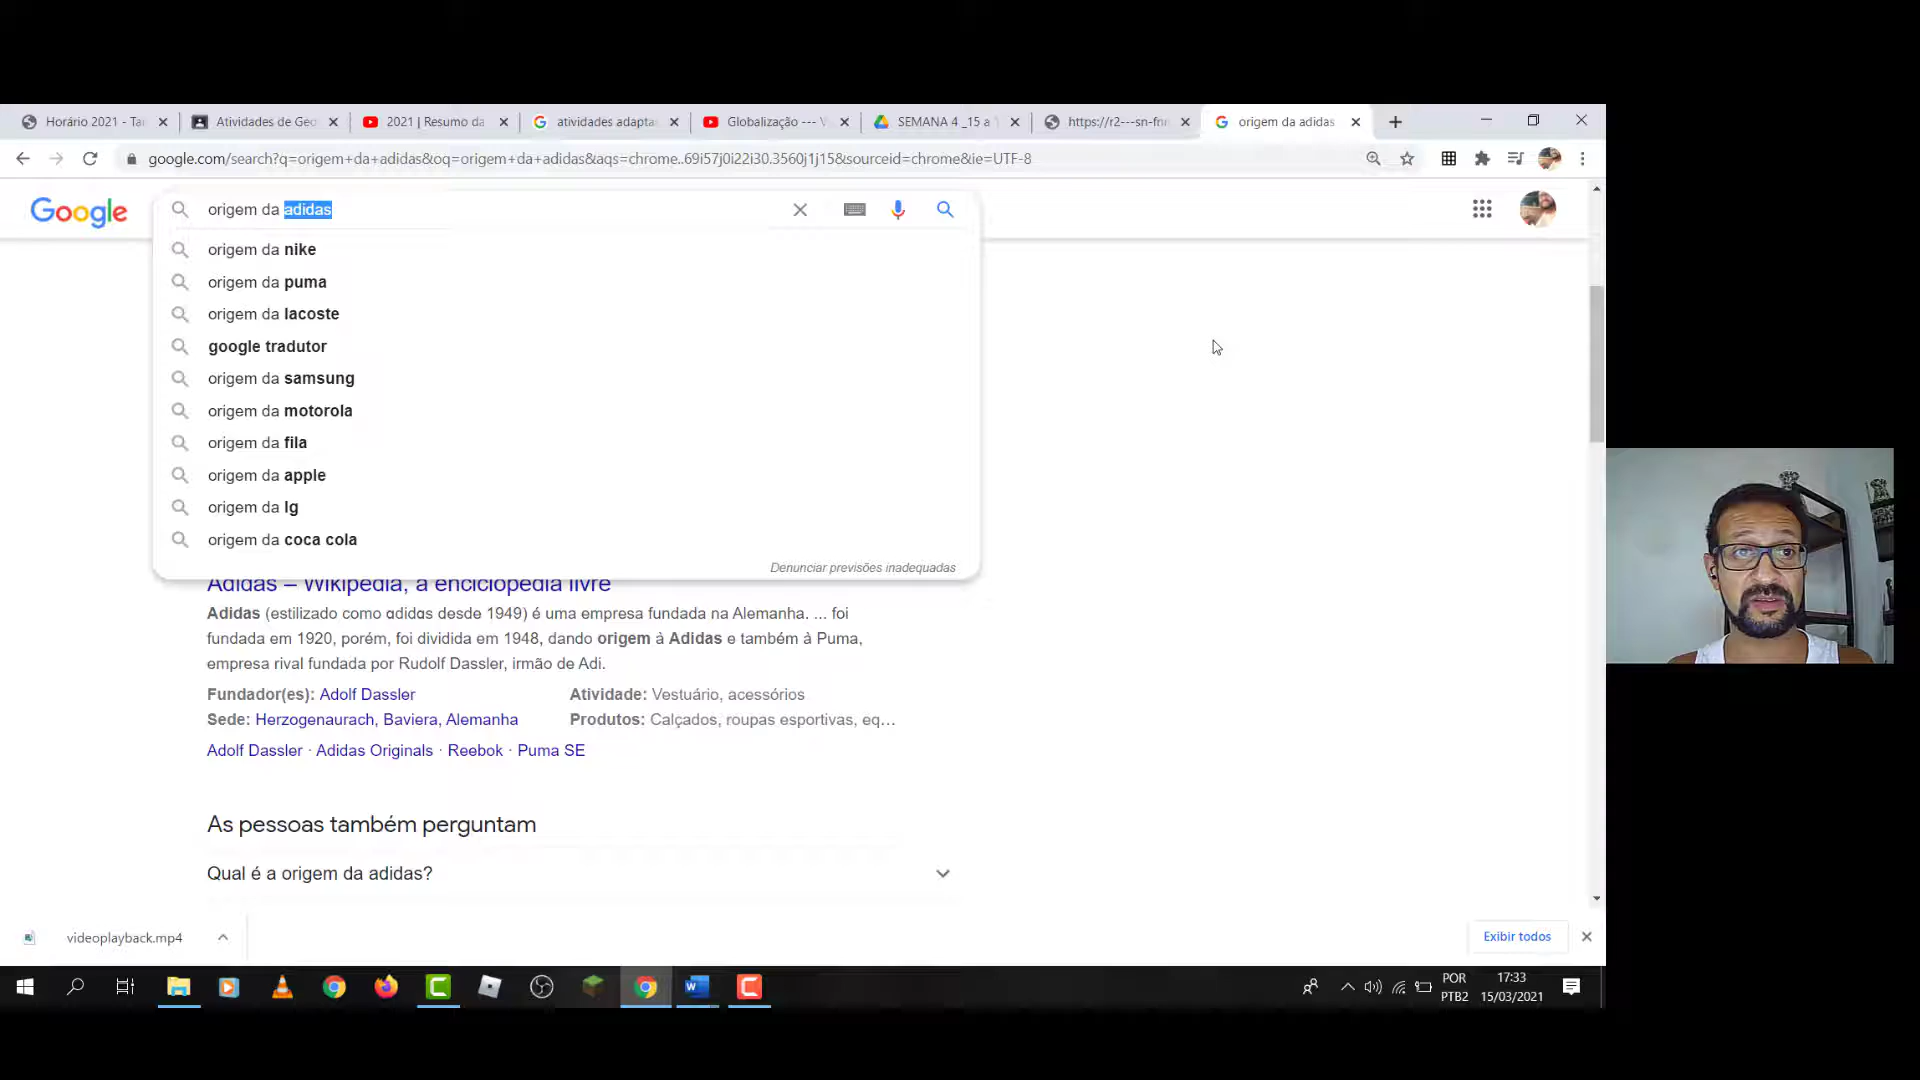 Horário 2021 - Ta
Atividades de Geo
2021 | Resumo da
atividades adapta
Globalização --- V
SEMANA 4 _15 a
https://r2---sn-fn
origem da adidas
google.com/search?q=origem+da+adidas&oq=origem+da+adidas&aqs=chrome..69i57j0i22i30.3560j1j15&sourceid=chrome&ie=UTF-8
Google
origem da adidas
origem da nike
origem da puma
origem da lacoste
google tradutor
origem da samsung
origem da motorola
origem da fila
origem da apple
origem da lg
origem da coca cola
Denunciar previsões inadequadas
Adidas – Wikipédia, a enciclopédia livre
Adidas (estilizado como αdidαs desde 1949) é uma empresa fundada na Alemanha. ... foi
fundada em 1920, porém, foi dividida em 1948, dando origem à Adidas e também à Puma,
empresa rival fundada por Rudolf Dassler, irmão de Adi.
Fundador(es): Adolf Dassler
Atividade: Vestuário, acessórios
Sede: Herzogenaurach, Baviera, Alemanha
Produtos: Calçados, roupas esportivas, eq...
Adolf Dassler · Adidas Originals · Reebok · Puma SE
As pessoas também perguntam
Qual é a origem da adidas?
videoplayback.mp4
Exibir todos
POR
PTB2
17:33
15/03/2021